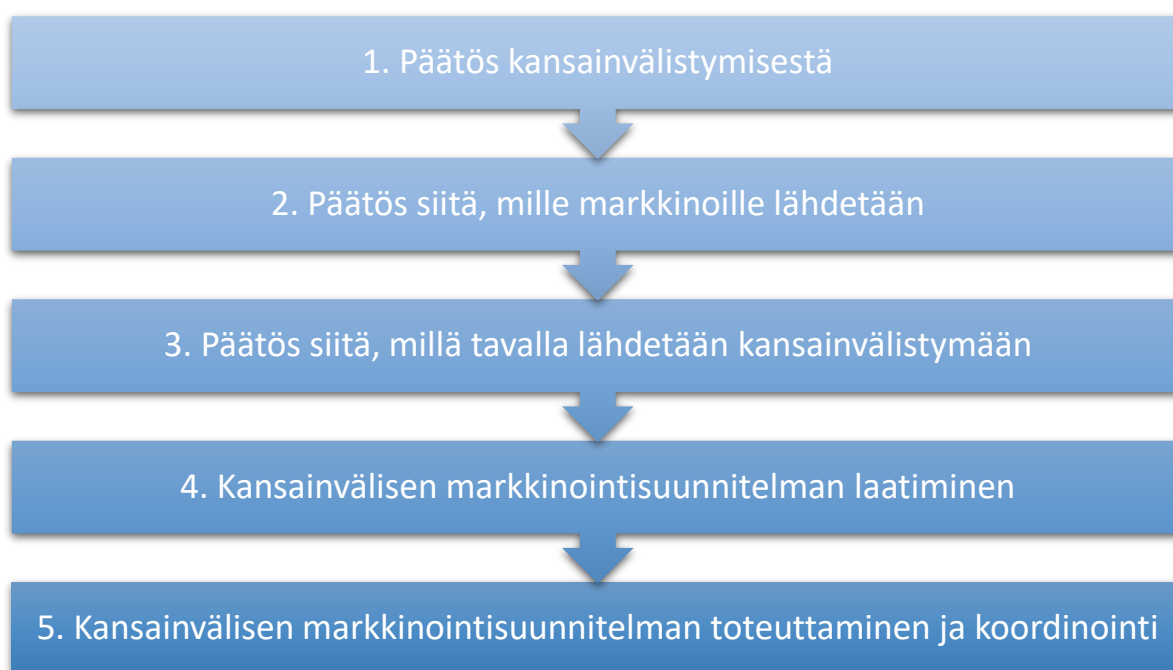 1. Päätös kansainvälistymisestä
2. Päätös siitä, mille markkinoille lähdetään
3. Päätös siitä, millä tavalla lähdetään kansainvälistymään
4. Kansainvälisen markkinointisuunnitelman laatiminen
5. Kansainvälisen markkinointisuunnitelman toteuttaminen ja koordinointi